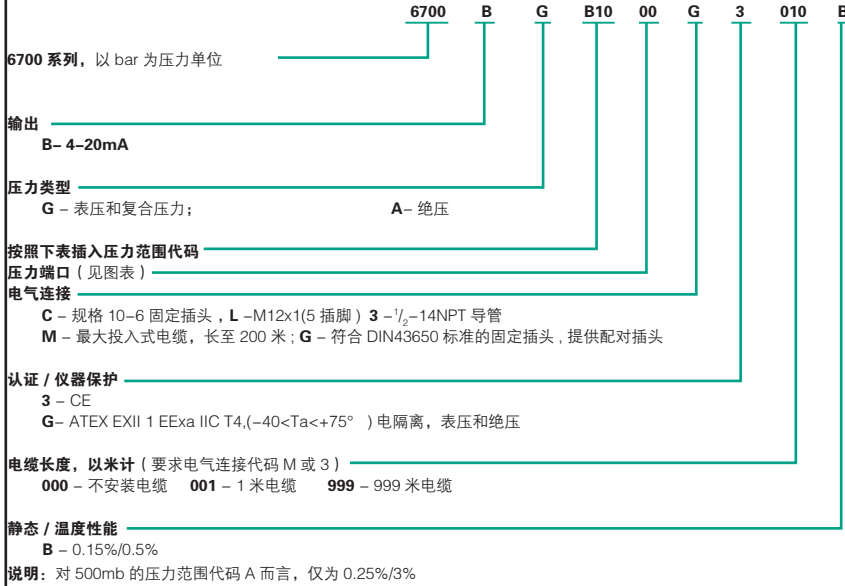 6700 B G B10 00 G 3 010 B
6700 系列，以 bar 为压力单位
输出
B– 4–20mA
压力类型
G – 表压和复合压力； A– 绝压
按照下表插入压力范围代码
压力端口（见图表）
电气连接
C – 规格 10–6 固定插头，L –M12x1(5 插脚 ) 3 –1/2–14NPT 导管
M – 最大投入式电缆，长至 200 米 ; G – 符合 DIN43650 标准的固定插头 , 提供配对插头
认证 / 仪器保护
3 – CE
G– ATEX EXII 1 EExa IIC T4,(–40<Ta<+75° ) 电隔离，表压和绝压
电缆长度，以米计（要求电气连接代码 M 或 3）
000 – 不安装电缆 001 – 1 米电缆 999 – 999 米电缆
静态 / 温度性能
B – 0.15%/0.5%
说明：对 500mb 的压力范围代码 A 而言，仅为 0.25%/3%